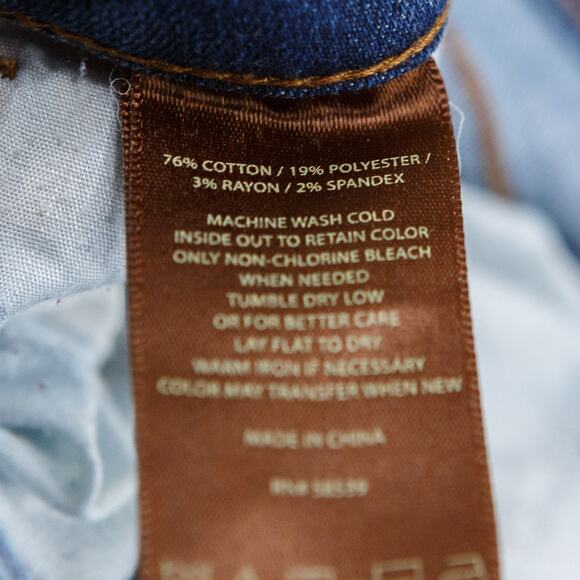 76% COTTON / 19% POLYESTER /
3% RAYON / 2% SPANDEX
MACHINE WASH COLD
INSIDE OUT TO RETAIN COLOR
ONLY NON-CHLORINE BLEACH
WHEN NEEDED
TUMBLE DRY LOW
OR FOR BETTER CARE
LAY FLAT TO DRY
WARM IRON IF NECESSARY
COLOR MAY TRANSFER WHEN NEW
MADE IN CHINA
RN#